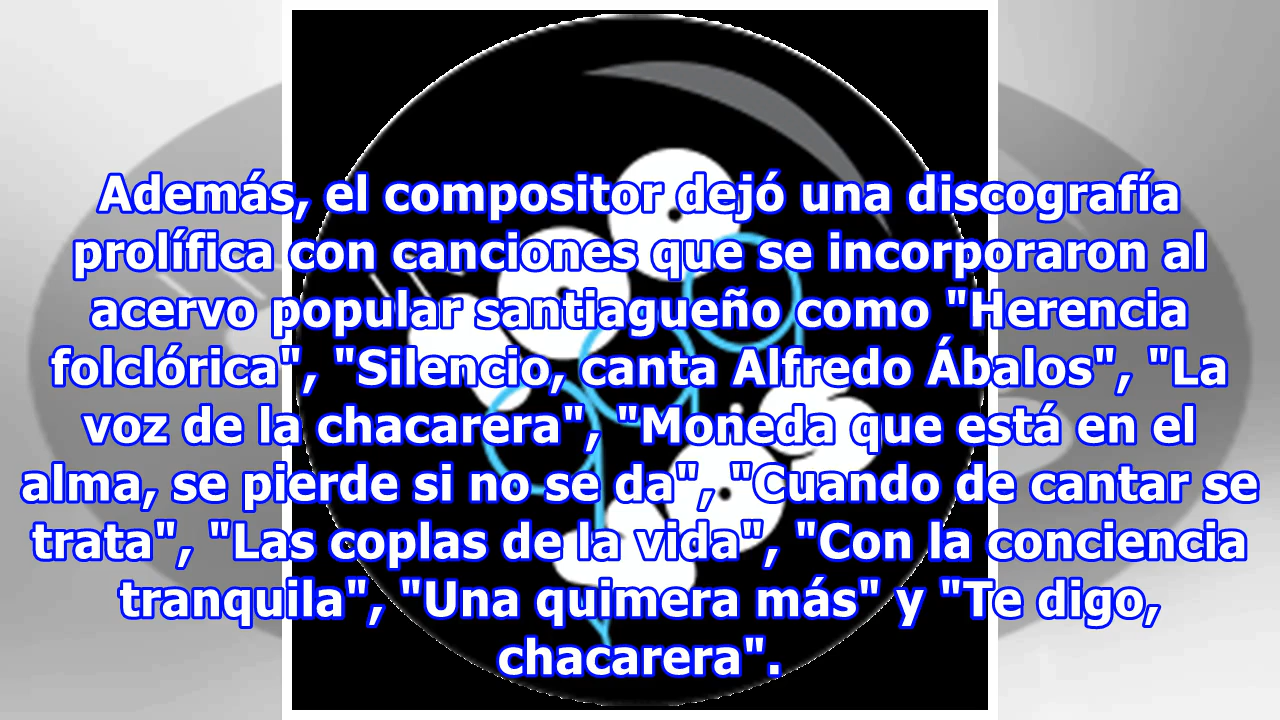 Además, el compositor dejó una discografía
prolífica con canciones que se incorporaron al
acervo popular santiagueño como "Herencia
folclórica", "Silencio, canta Alfredo Ábalos", "La
voz de la chacarera", "Moneda que está en el
alma, se pierde si no se da", "Cuando de cantar se
trata", "Las coplas de la vida", "Con la conciencia
tranquila", "Una quimera más" y "Te digo,
chacarera".